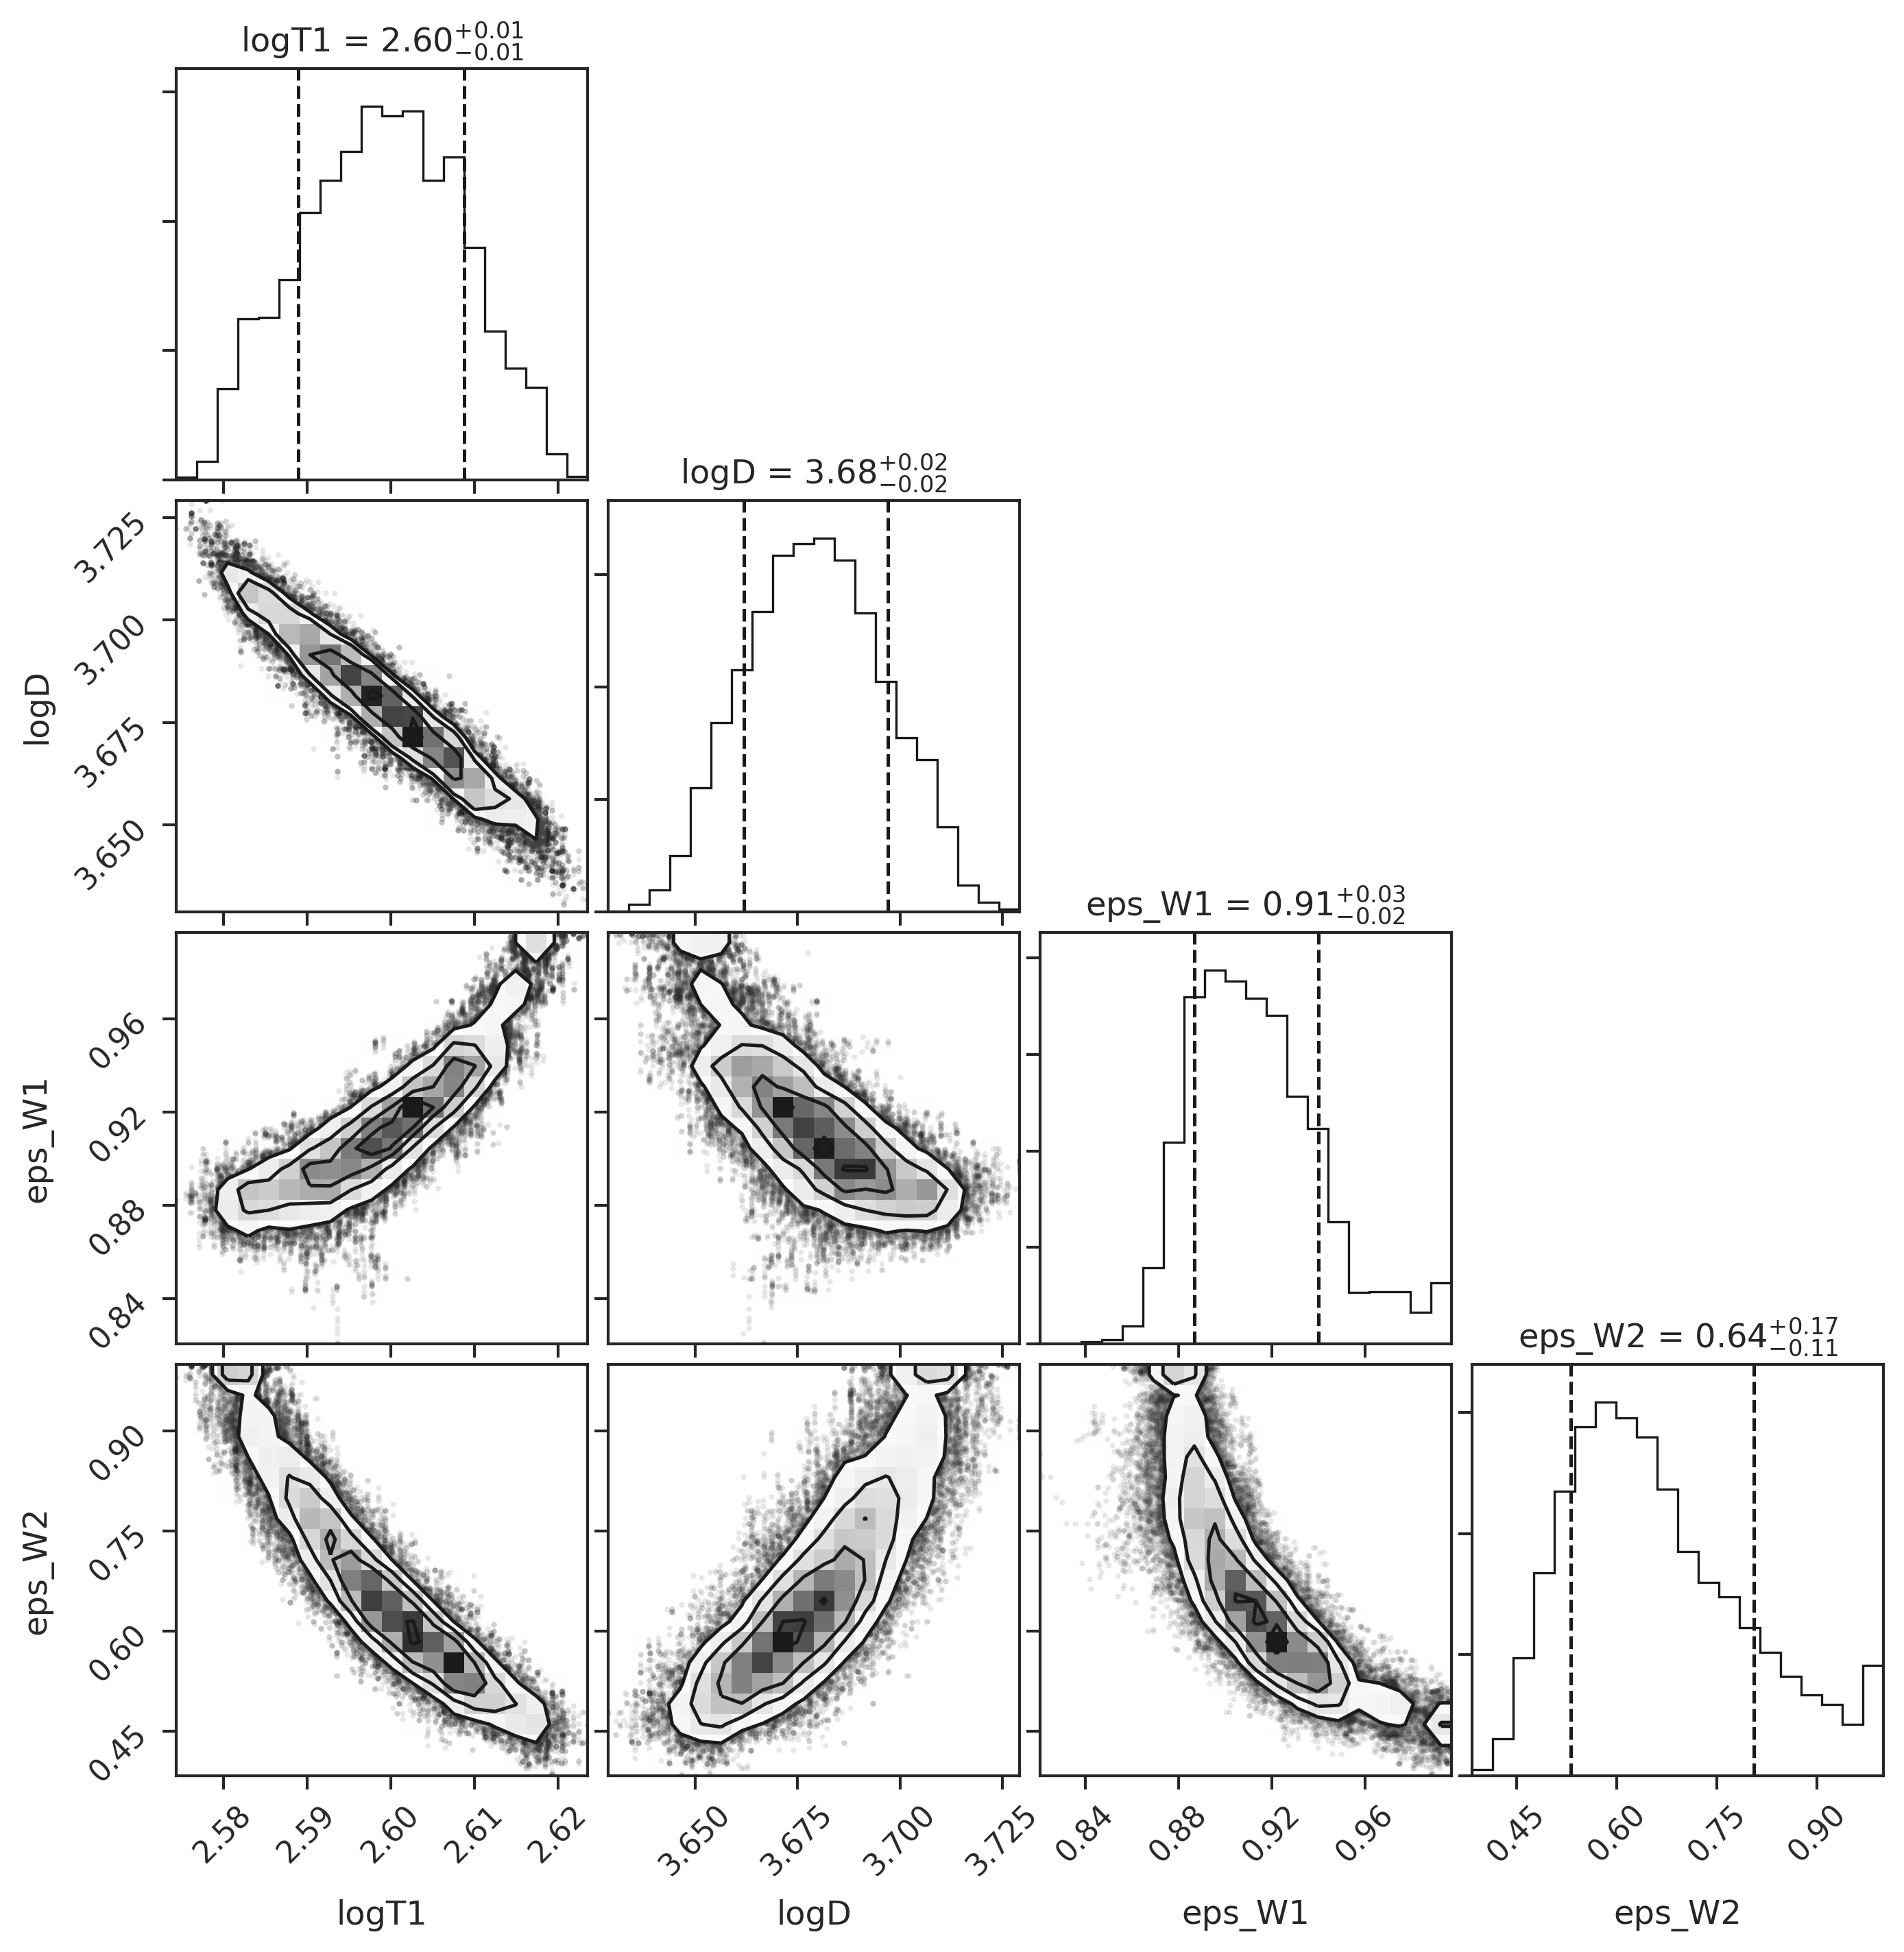 logT1 = 2.60+0.01−0.01
logD = 3.68+0.02−0.02
3.725
3.700
3.675
3.650
logD
eps_W1 = 0.91+0.03−0.02
0.96
0.92
0.88
0.84
eps_W1
eps_W2 = 0.64+0.17−0.11
0.90
0.75
0.60
0.45
eps_W2
2.58 2.59 2.60 2.61 2.62 3.650 3.675 3.700 3.725 0.84 0.88 0.92 0.96 0.45 0.60 0.75 0.90
logT1 logD eps_W1 eps_W2